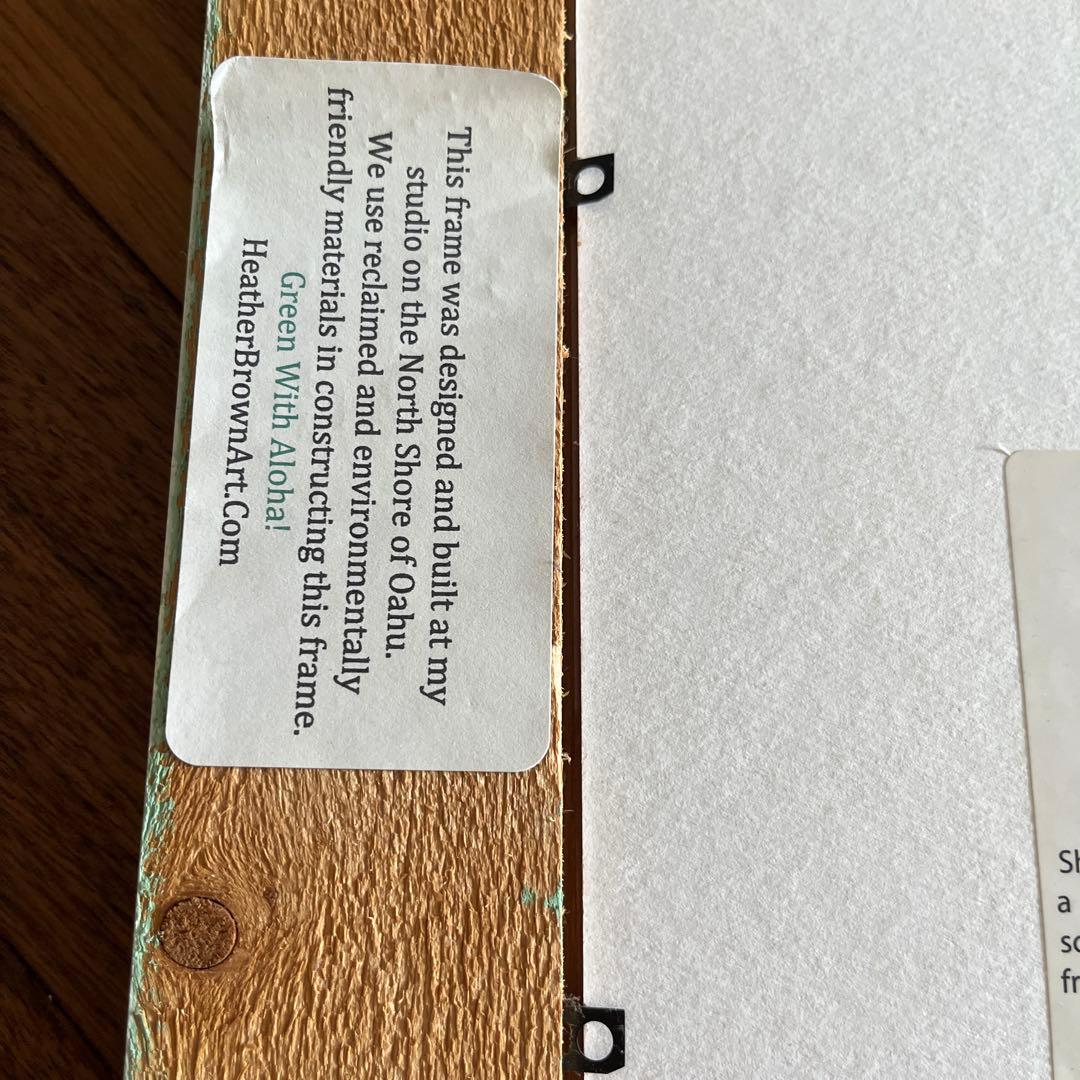 This frame was designed and built at my
studio on the North Shore of Oahu.
We use reclaimed and environmentally
friendly materials in constructing this frame.
Green With Aloha!
HeatherBrownArt.Com
a
fr